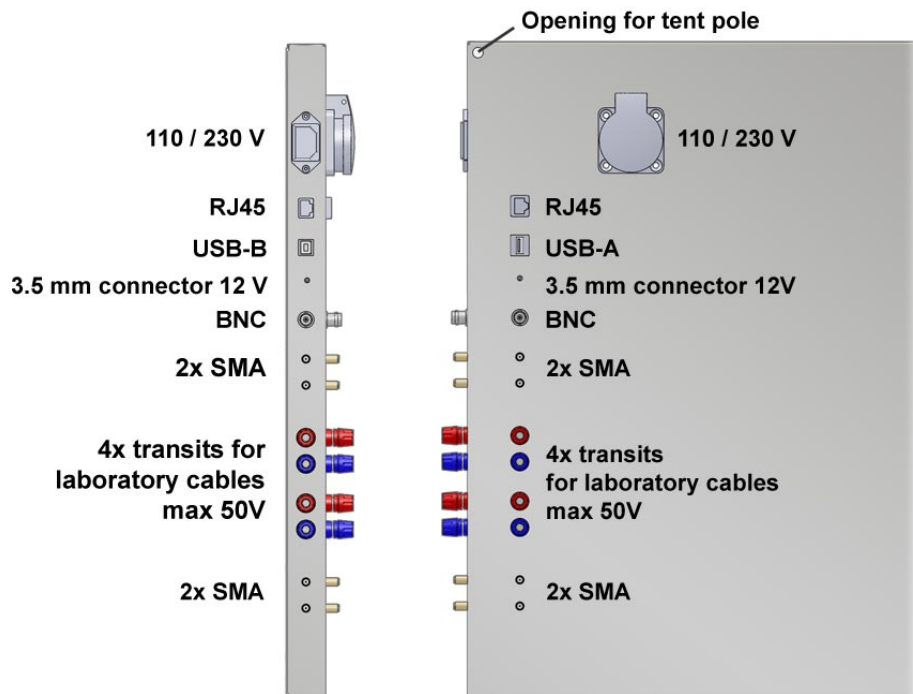 Opening for tent pole
110 / 230 V
110 / 230 V
RJ45
RJ45
USB-B
USB-A
3.5 mm connector 12 V
3.5 mm connector 12V
BNC
BNC
2x SMA
2x SMA
4x transits for
laboratory cables
max 50V
4x transits
for laboratory cables
max 50V
2x SMA
2x SMA